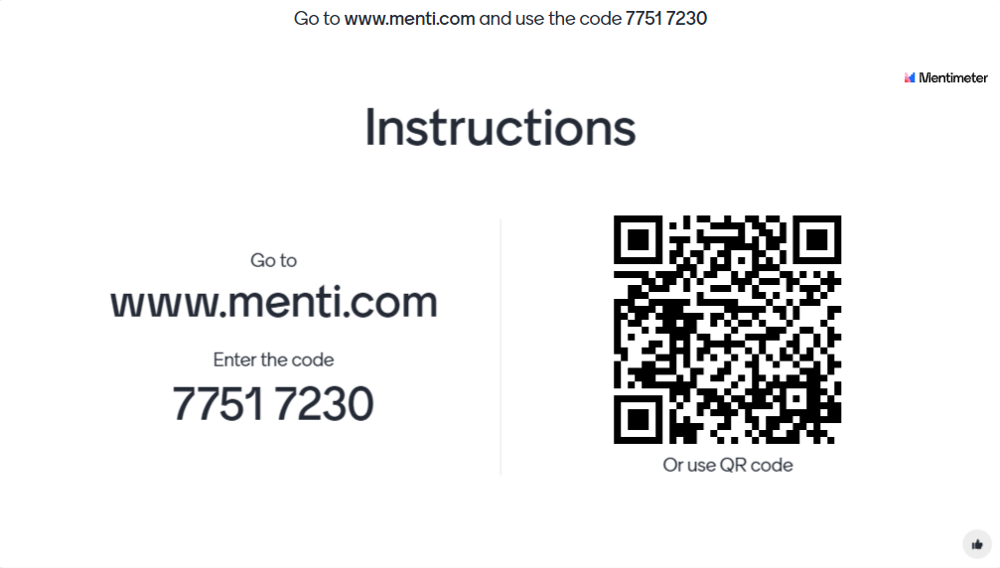 Go to www.menti.com and use the code 7751 7230
Mentimeter
Instructions
Go to
www.menti.com
Enter the code
7751 7230
Or use QR code